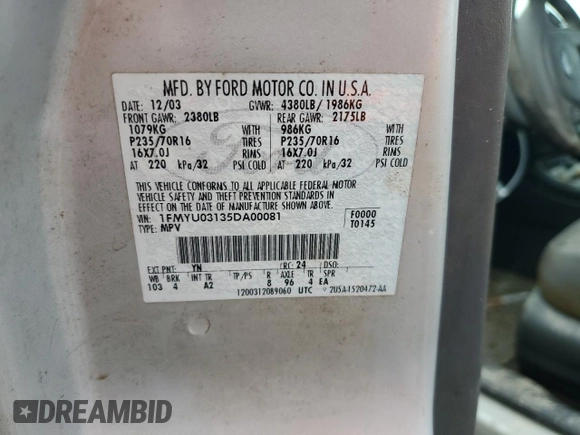 MFD. BY FORD MOTOR CO. IN U.S.A.
DATE: 12/03 GVWR: 4380LB/ 1986KG
FRONT GAWR: 2380LB REAR GAWR: 2175LB
1079KG WITH 986KG WITH
P235/70R16 TIRES P235/70R16 TIRES
16X7.0J RIMS 16X7.0J RIMS
AT 220 kPa/32 PSI COLD AT 220 kPa/32 PSI COLD
THIS VEHICLE CONFORMS TO ALL APPLICABLE FEDERAL MOTOR
VEHICLE SAFETY AND THEFT PREVENTION STANDARDS IN
EFFECT ON THE DATE OF MANUFACTURE SHOWN ABOVE.
VIN: 1FMYU03135DA00081 F0000
TYPE: MPV T0145
EXT PNT: YN RC: 24 DSO:
WB BRK INT TR TP/PS R AXLE TR SPR
103 4 A2 8 96 4 EA
1200312089060 UTC 2U5A-1520472-AA
DREAMBID